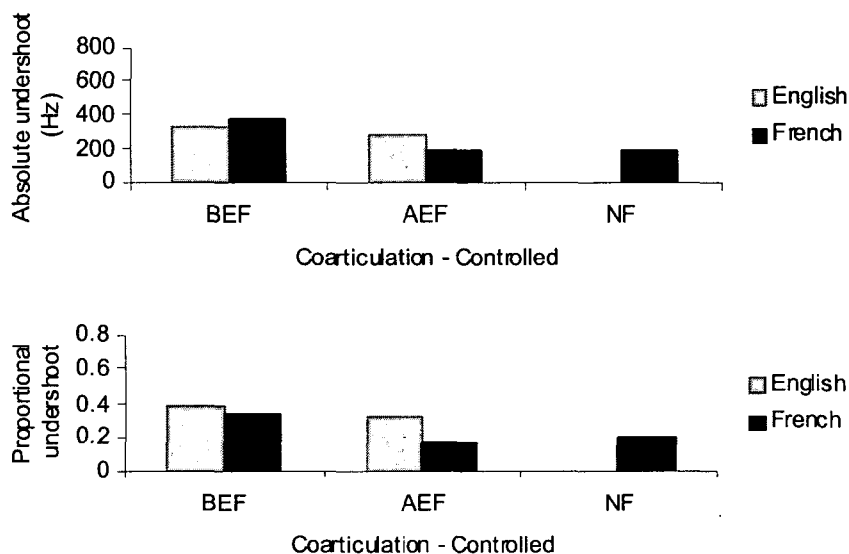 Absolute undershoot
(Hz)
800
600
400
200
0
BEF AEF NF
Coarticulation - Controlled
English
French
Proportional
undershoot
0.8
0.6
0.4
0.2
0
BEF AEF NF
Coarticulation - Controlled
English
French